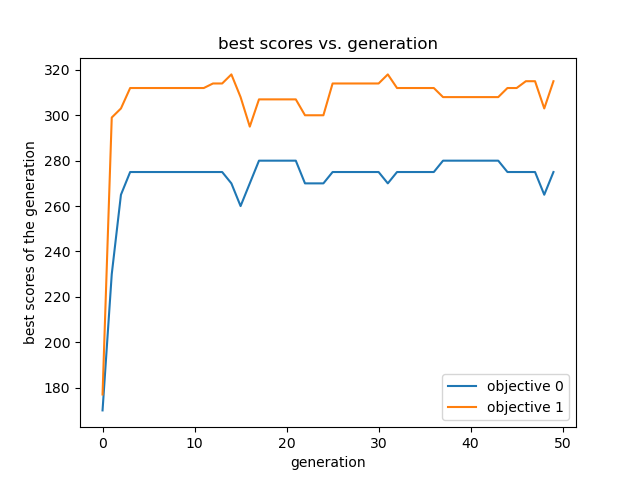 best scores vs. generation
best scores of the generation
320
300
280
260
240
220
200
180
0
10
20
30
40
50
generation
objective 0
objective 1